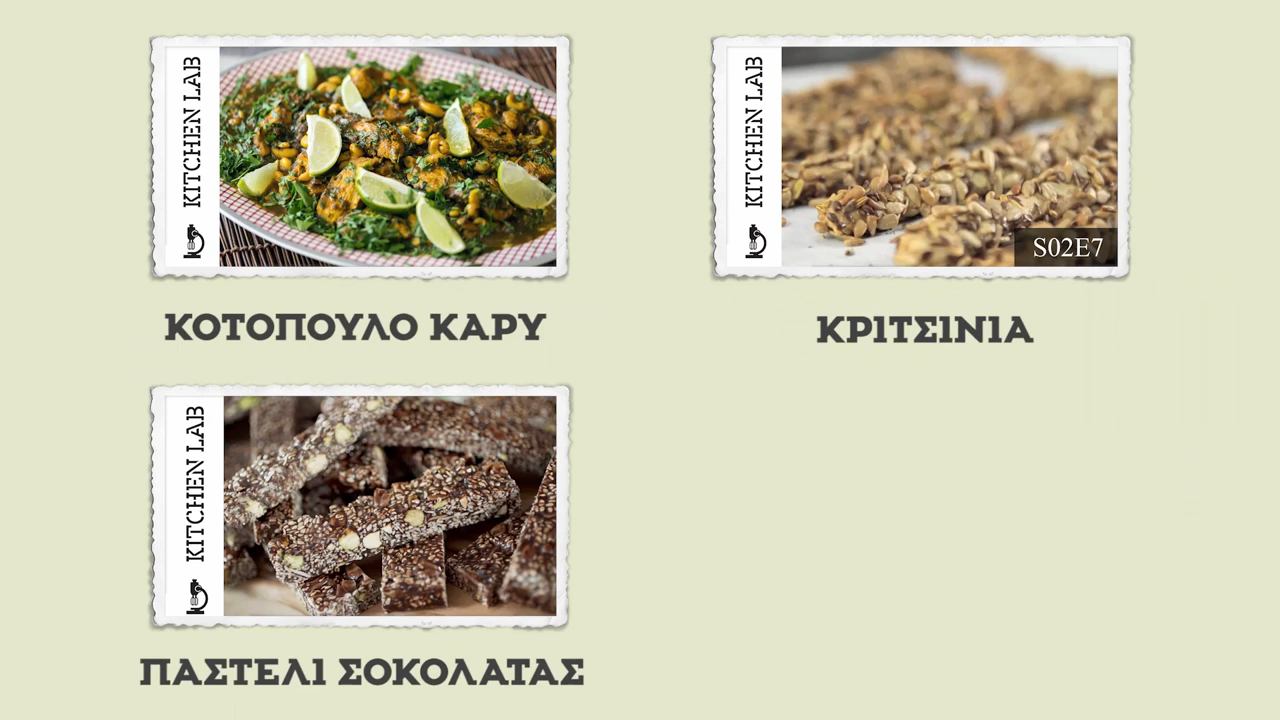 KITCHEN LAB
ΚΟΤΟΠΟΥΛΟ ΚΑΡΥ
KITCHEN LAB
S02E7
ΚΡΙΤΣΙΝΙΑ
KITCHEN LAB
ΠΑΣΤΕΛΙ ΣΟΚΟΛΑΤΑΣ